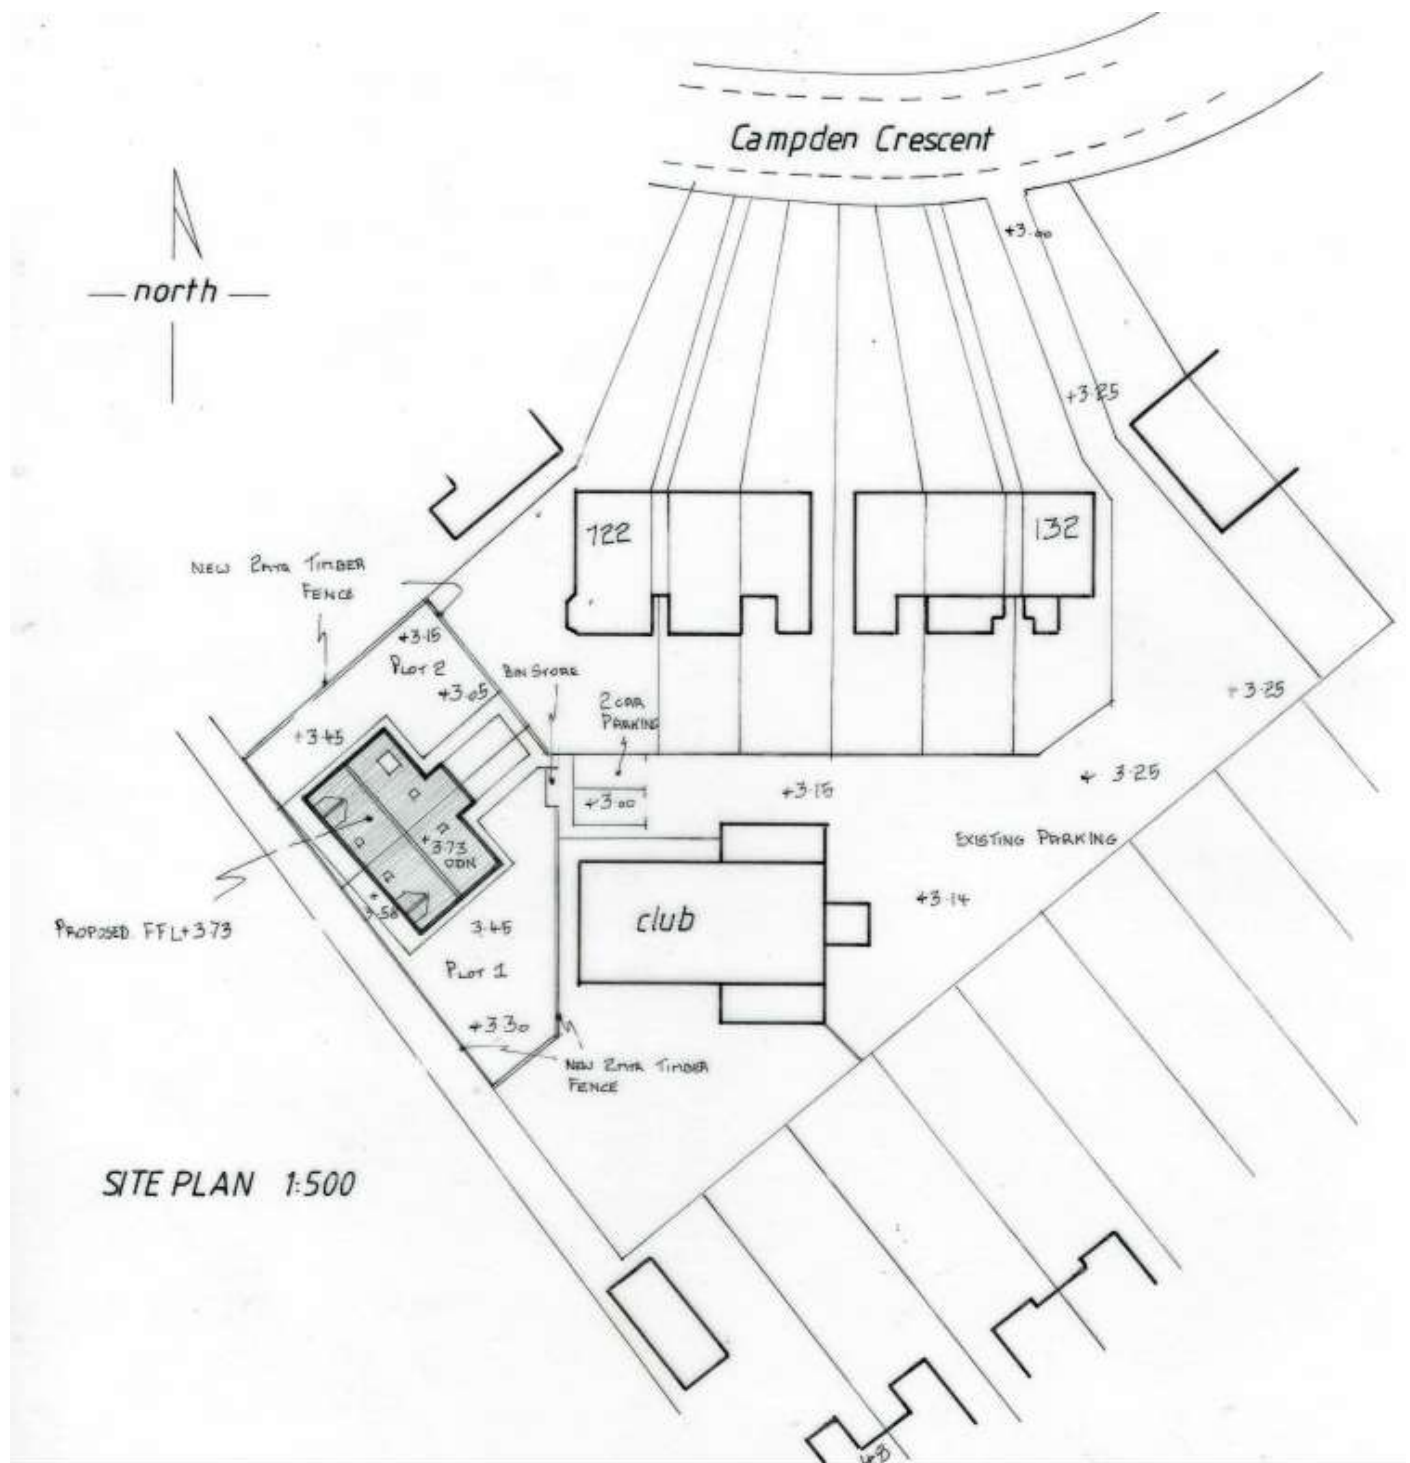 Campden Crescent
+3.00
north
+3.25
122
132
NEW 2MTR TIMBER
FENCE
+3.15
PLOT 2
+3.05
BIN STORE
2 CAR
PARKING
+3.25
+3.45
+3.25
+3.15
+3.00
EXISTING PARKING
+3.73
ODN
+3.14
club
3.58
3.45
PROPOSED FFL+3.73
PLOT 1
+3.30
NEW 2MTR TIMBER
FENCE
SITE PLAN 1:500
48